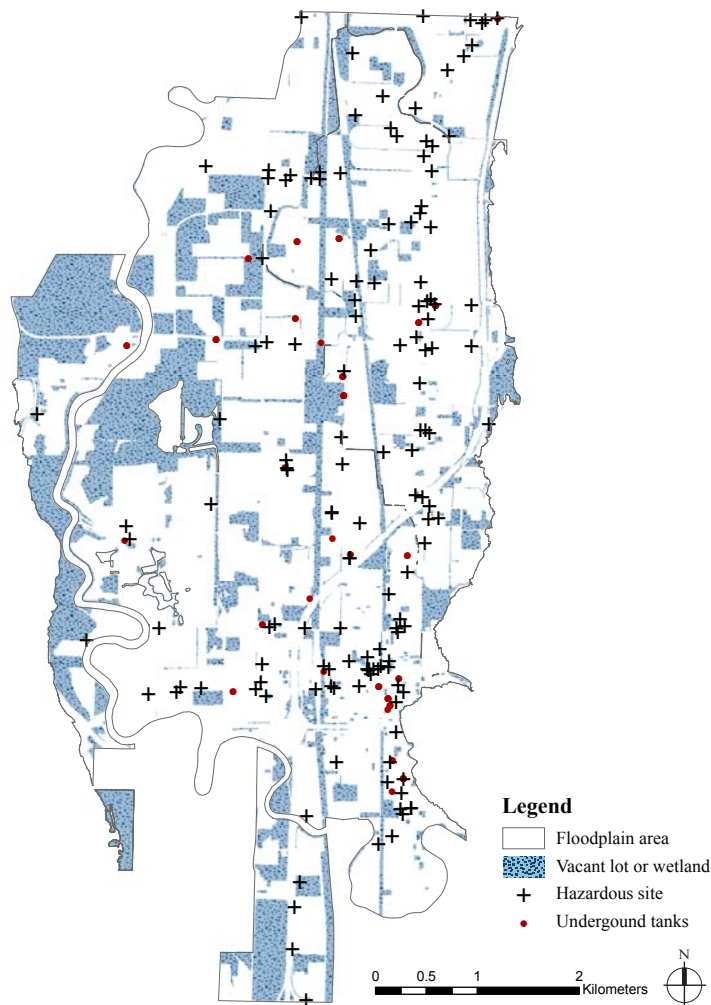 Legend
Floodplain area
Vacant lot or wetland
Hazardous site
Undergound tanks
N
0 0.5 1 2
Kilometers